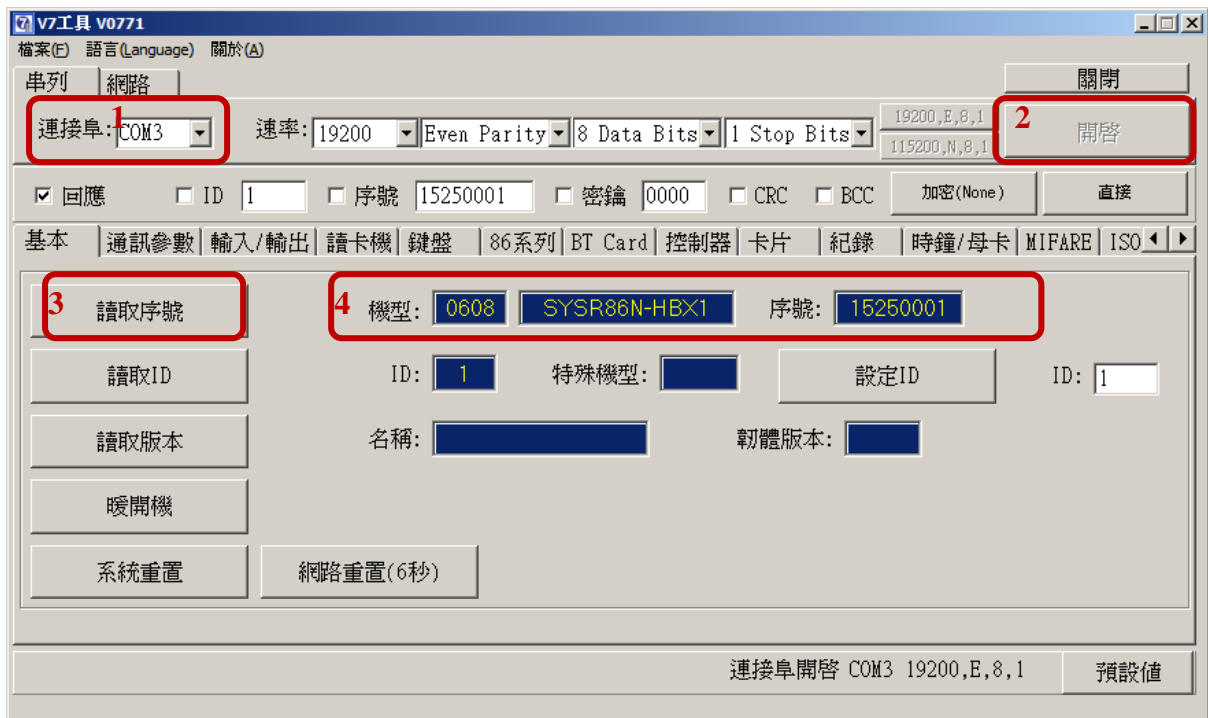 V7工具 V0771
檔案(F) 語言(Language) 關於(A)
串列 網路 關閉
1 連接阜: COM3 速率: 19200 Even Parity 8 Data Bits 1 Stop Bits 19200,E,8,1 115200,N,8,1 2 開啓
回應 ID 1 序號 15250001 密鑰 0000 CRC BCC 加密(None) 直接
基本 通訊參數 輸入/輸出 讀卡機 鍵盤 86系列 BT Card 控制器 卡片 紀錄 時鐘/母卡 MIFARE ISO
3 讀取序號 4 機型: 0608 SYSR86N-HBX1 序號: 15250001
讀取ID ID: 1 特殊機型: 設定ID ID: 1
讀取版本 名稱: 韌體版本:
暖開機
系統重置 網路重置(6秒)
連接阜開啓 COM3 19200,E,8,1 預設值